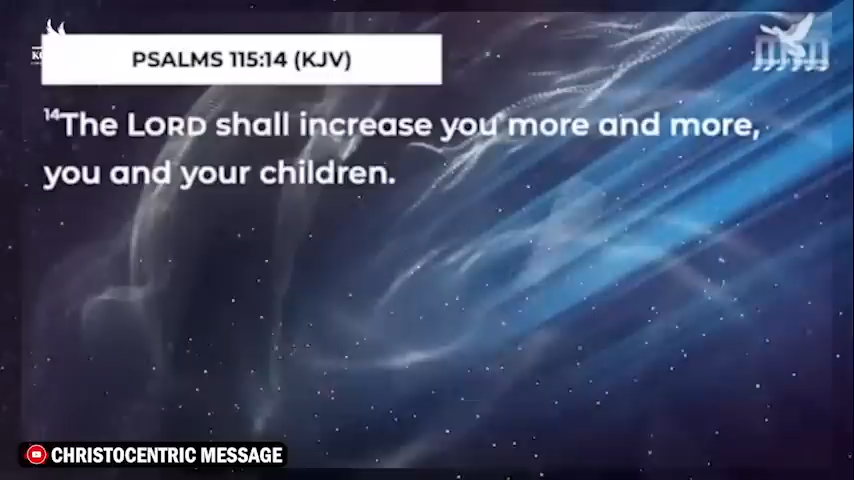 PSALMS 115:14 (KJV)
14The LORD shall increase you more and more,
you and your children.
CHRISTOCENTRIC MESSAGE